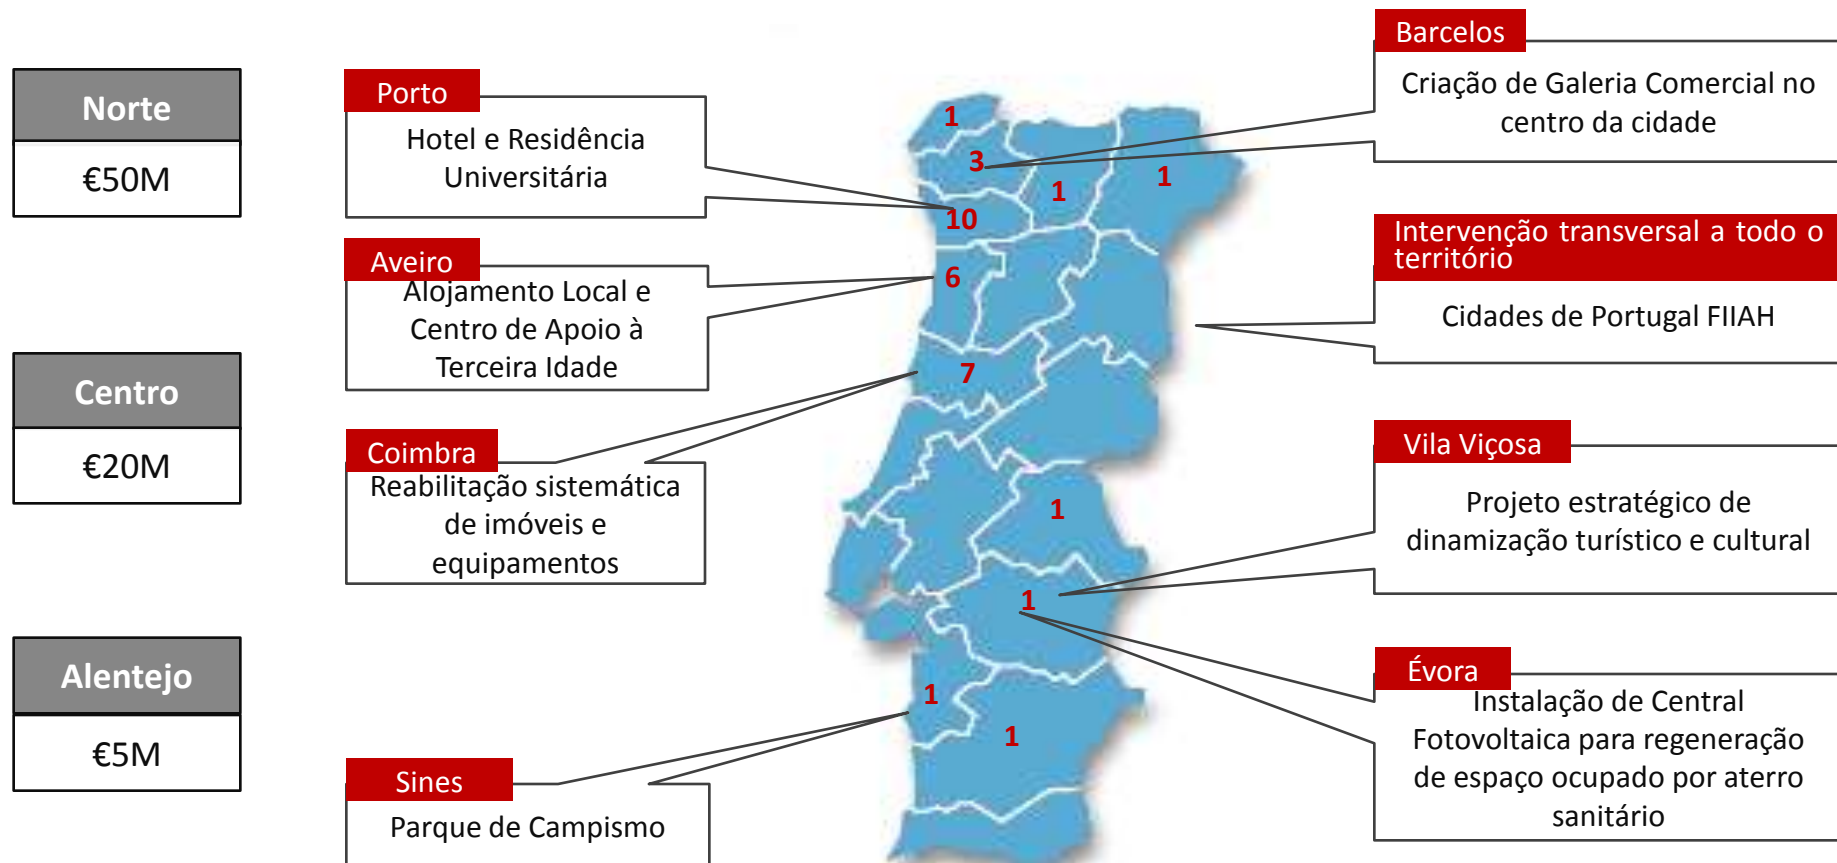 Norte
€50M
Centro
€20M
Alentejo
€5M
Porto
Hotel e Residência
Universitária
Aveiro
Alojamento Local e
Centro de Apoio à
Terceira Idade
Coimbra
Reabilitação sistemática
de imóveis e
equipamentos
Sines
Parque de Campismo
1
3
1
1
10
6
7
1
1
1
1
Barcelos
Criação de Galeria Comercial no
centro da cidade
Intervenção transversal a todo o
território
Cidades de Portugal FIIAH
Vila Viçosa
Projeto estratégico de
dinamização turístico e cultural
Évora
Instalação de Central
Fotovoltaica para regeneração
de espaço ocupado por aterro
sanitário